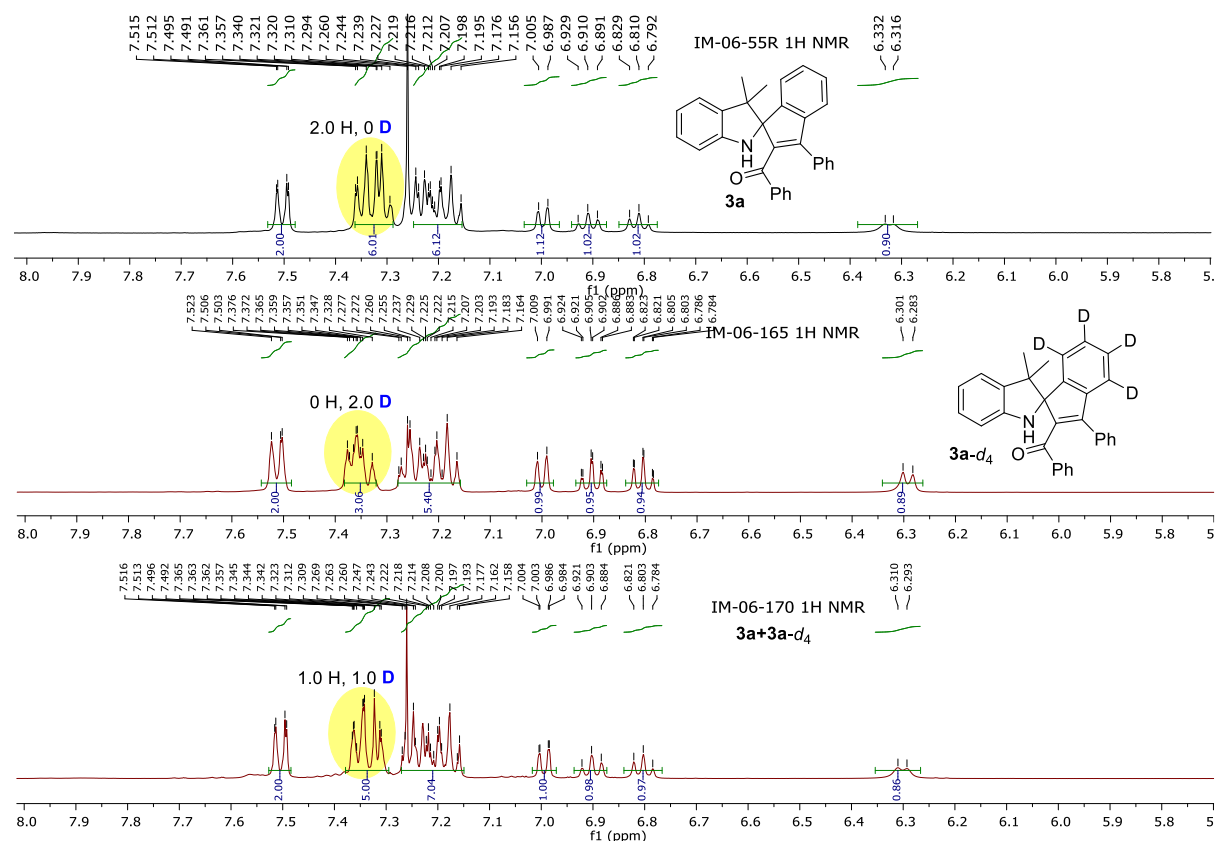 7.515 7.512 7.495 7.491 7.361 7.357 7.340 7.321 7.320 7.310 7.294 7.260 7.244 7.239 7.227 7.219 7.216 7.212 7.207 7.198 7.195 7.176 7.156 7.005 6.987 6.929 6.910 6.891 6.829 6.810 6.792 6.332 6.316
IM-06-55R 1H NMR
2.0 H, 0 D
N
H
O
Ph
Ph
3a
2.00 6.01 6.12 1.12 1.02 1.02 0.90
8.0 7.9 7.8 7.7 7.6 7.5 7.4 7.3 7.2 7.1 7.0 6.9 6.8 6.7 6.6 6.5 6.4 6.3 6.2 6.1 6.0 5.9 5.8 5.
f1 (ppm)
7.523 7.506 7.503 7.376 7.372 7.365 7.359 7.357 7.351 7.347 7.328 7.277 7.272 7.260 7.255 7.237 7.229 7.225 7.222 7.215 7.207 7.203 7.193 7.183 7.164 7.009 6.991 6.924 6.921 6.905 6.902 6.886 6.883 6.823 6.821 6.805 6.803 6.786 6.784 6.301 6.283
IM-06-165 1H NMR
0 H, 2.0 D
D
D
D
D
N
H
O
Ph
Ph
3a-d4
2.00 3.06 5.40 0.99 0.95 0.94 0.89
8.0 7.9 7.8 7.7 7.6 7.5 7.4 7.3 7.2 7.1 7.0 6.9 6.8 6.7 6.6 6.5 6.4 6.3 6.2 6.1 6.0 5.9 5.8 5.
f1 (ppm)
7.516 7.513 7.496 7.492 7.365 7.363 7.362 7.357 7.345 7.344 7.342 7.323 7.312 7.309 7.269 7.263 7.260 7.247 7.243 7.222 7.218 7.214 7.208 7.200 7.197 7.193 7.177 7.162 7.158 7.004 7.003 6.986 6.984 6.921 6.903 6.884 6.821 6.803 6.784 6.310 6.293
IM-06-170 1H NMR
3a+3a-d4
1.0 H, 1.0 D
2.00 5.00 7.04 1.00 0.98 0.97 0.86
8.0 7.9 7.8 7.7 7.6 7.5 7.4 7.3 7.2 7.1 7.0 6.9 6.8 6.7 6.6 6.5 6.4 6.3 6.2 6.1 6.0 5.9 5.8 5.
f1 (ppm)